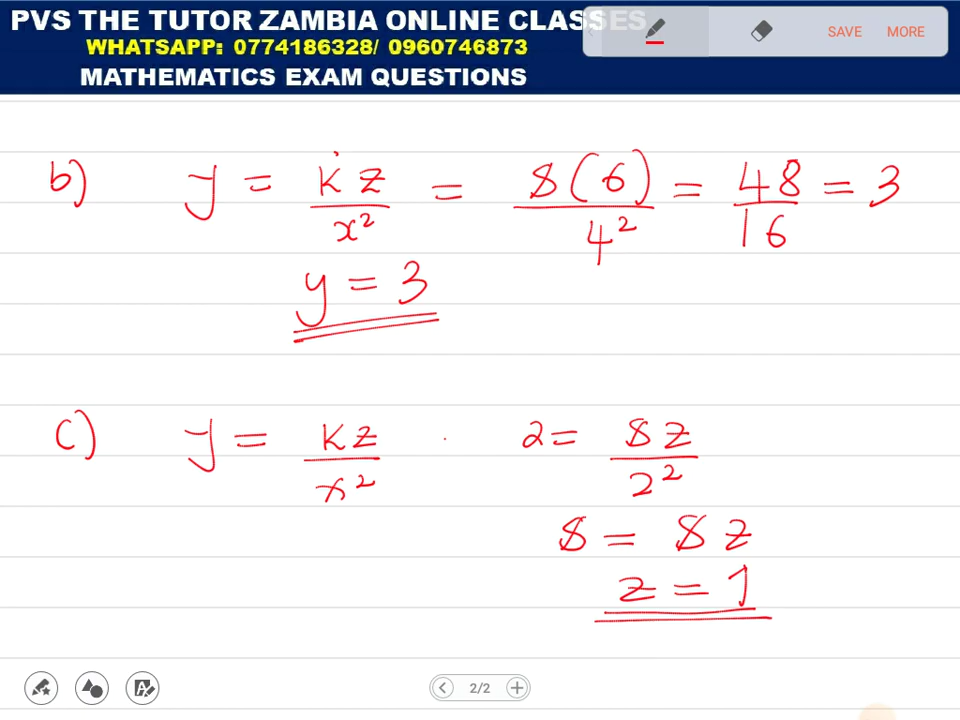 PVS THE TUTOR ZAMBIA ONLINE CLASSES
WHATSAPP: 0774186328/ 0960746873
MATHEMATICS EXAM QUESTIONS
SAVE MORE
b) y = kz/x² = 8(6)/4² = 48/16 = 3
y = 3
c) y = kz/x² 2 = 8z/2²
8 = 8z
z = 1
2/2